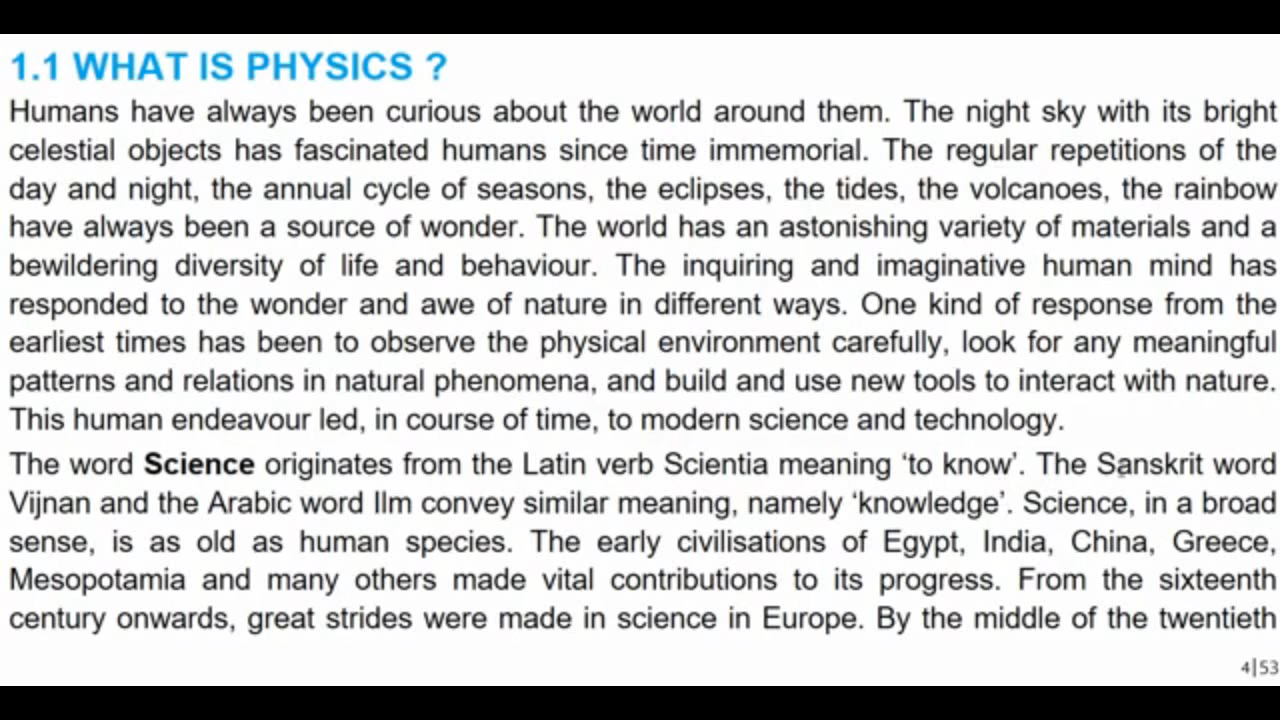 1.1 WHAT IS PHYSICS ?
Humans have always been curious about the world around them. The night sky with its bright
celestial objects has fascinated humans since time immemorial. The regular repetitions of the
day and night, the annual cycle of seasons, the eclipses, the tides, the volcanoes, the rainbow
have always been a source of wonder. The world has an astonishing variety of materials and a
bewildering diversity of life and behaviour. The inquiring and imaginative human mind has
responded to the wonder and awe of nature in different ways. One kind of response from the
earliest times has been to observe the physical environment carefully, look for any meaningful
patterns and relations in natural phenomena, and build and use new tools to interact with nature.
This human endeavour led, in course of time, to modern science and technology.
The word Science originates from the Latin verb Scientia meaning ‘to know’. The Sanskrit word
Vijnan and the Arabic word Ilm convey similar meaning, namely ‘knowledge’. Science, in a broad
sense, is as old as human species. The early civilisations of Egypt, India, China, Greece,
Mesopotamia and many others made vital contributions to its progress. From the sixteenth
century onwards, great strides were made in science in Europe. By the middle of the twentieth
4|53